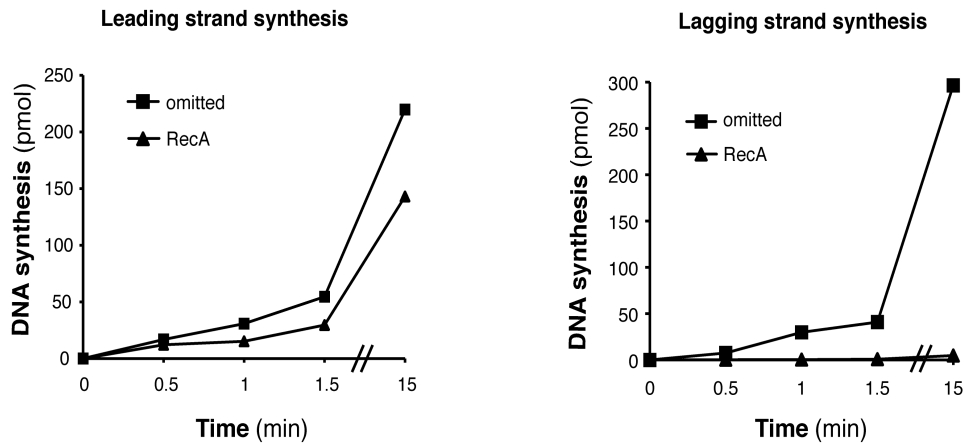 Leading strand synthesis
DNA synthesis (pmol)
250
200
150
100
50
0
omitted
RecA
0 0.5 1 1.5 15
Time (min)
Lagging strand synthesis
DNA synthesis (pmol)
300
250
200
150
100
50
0
omitted
RecA
0 0.5 1 1.5 15
Time (min)